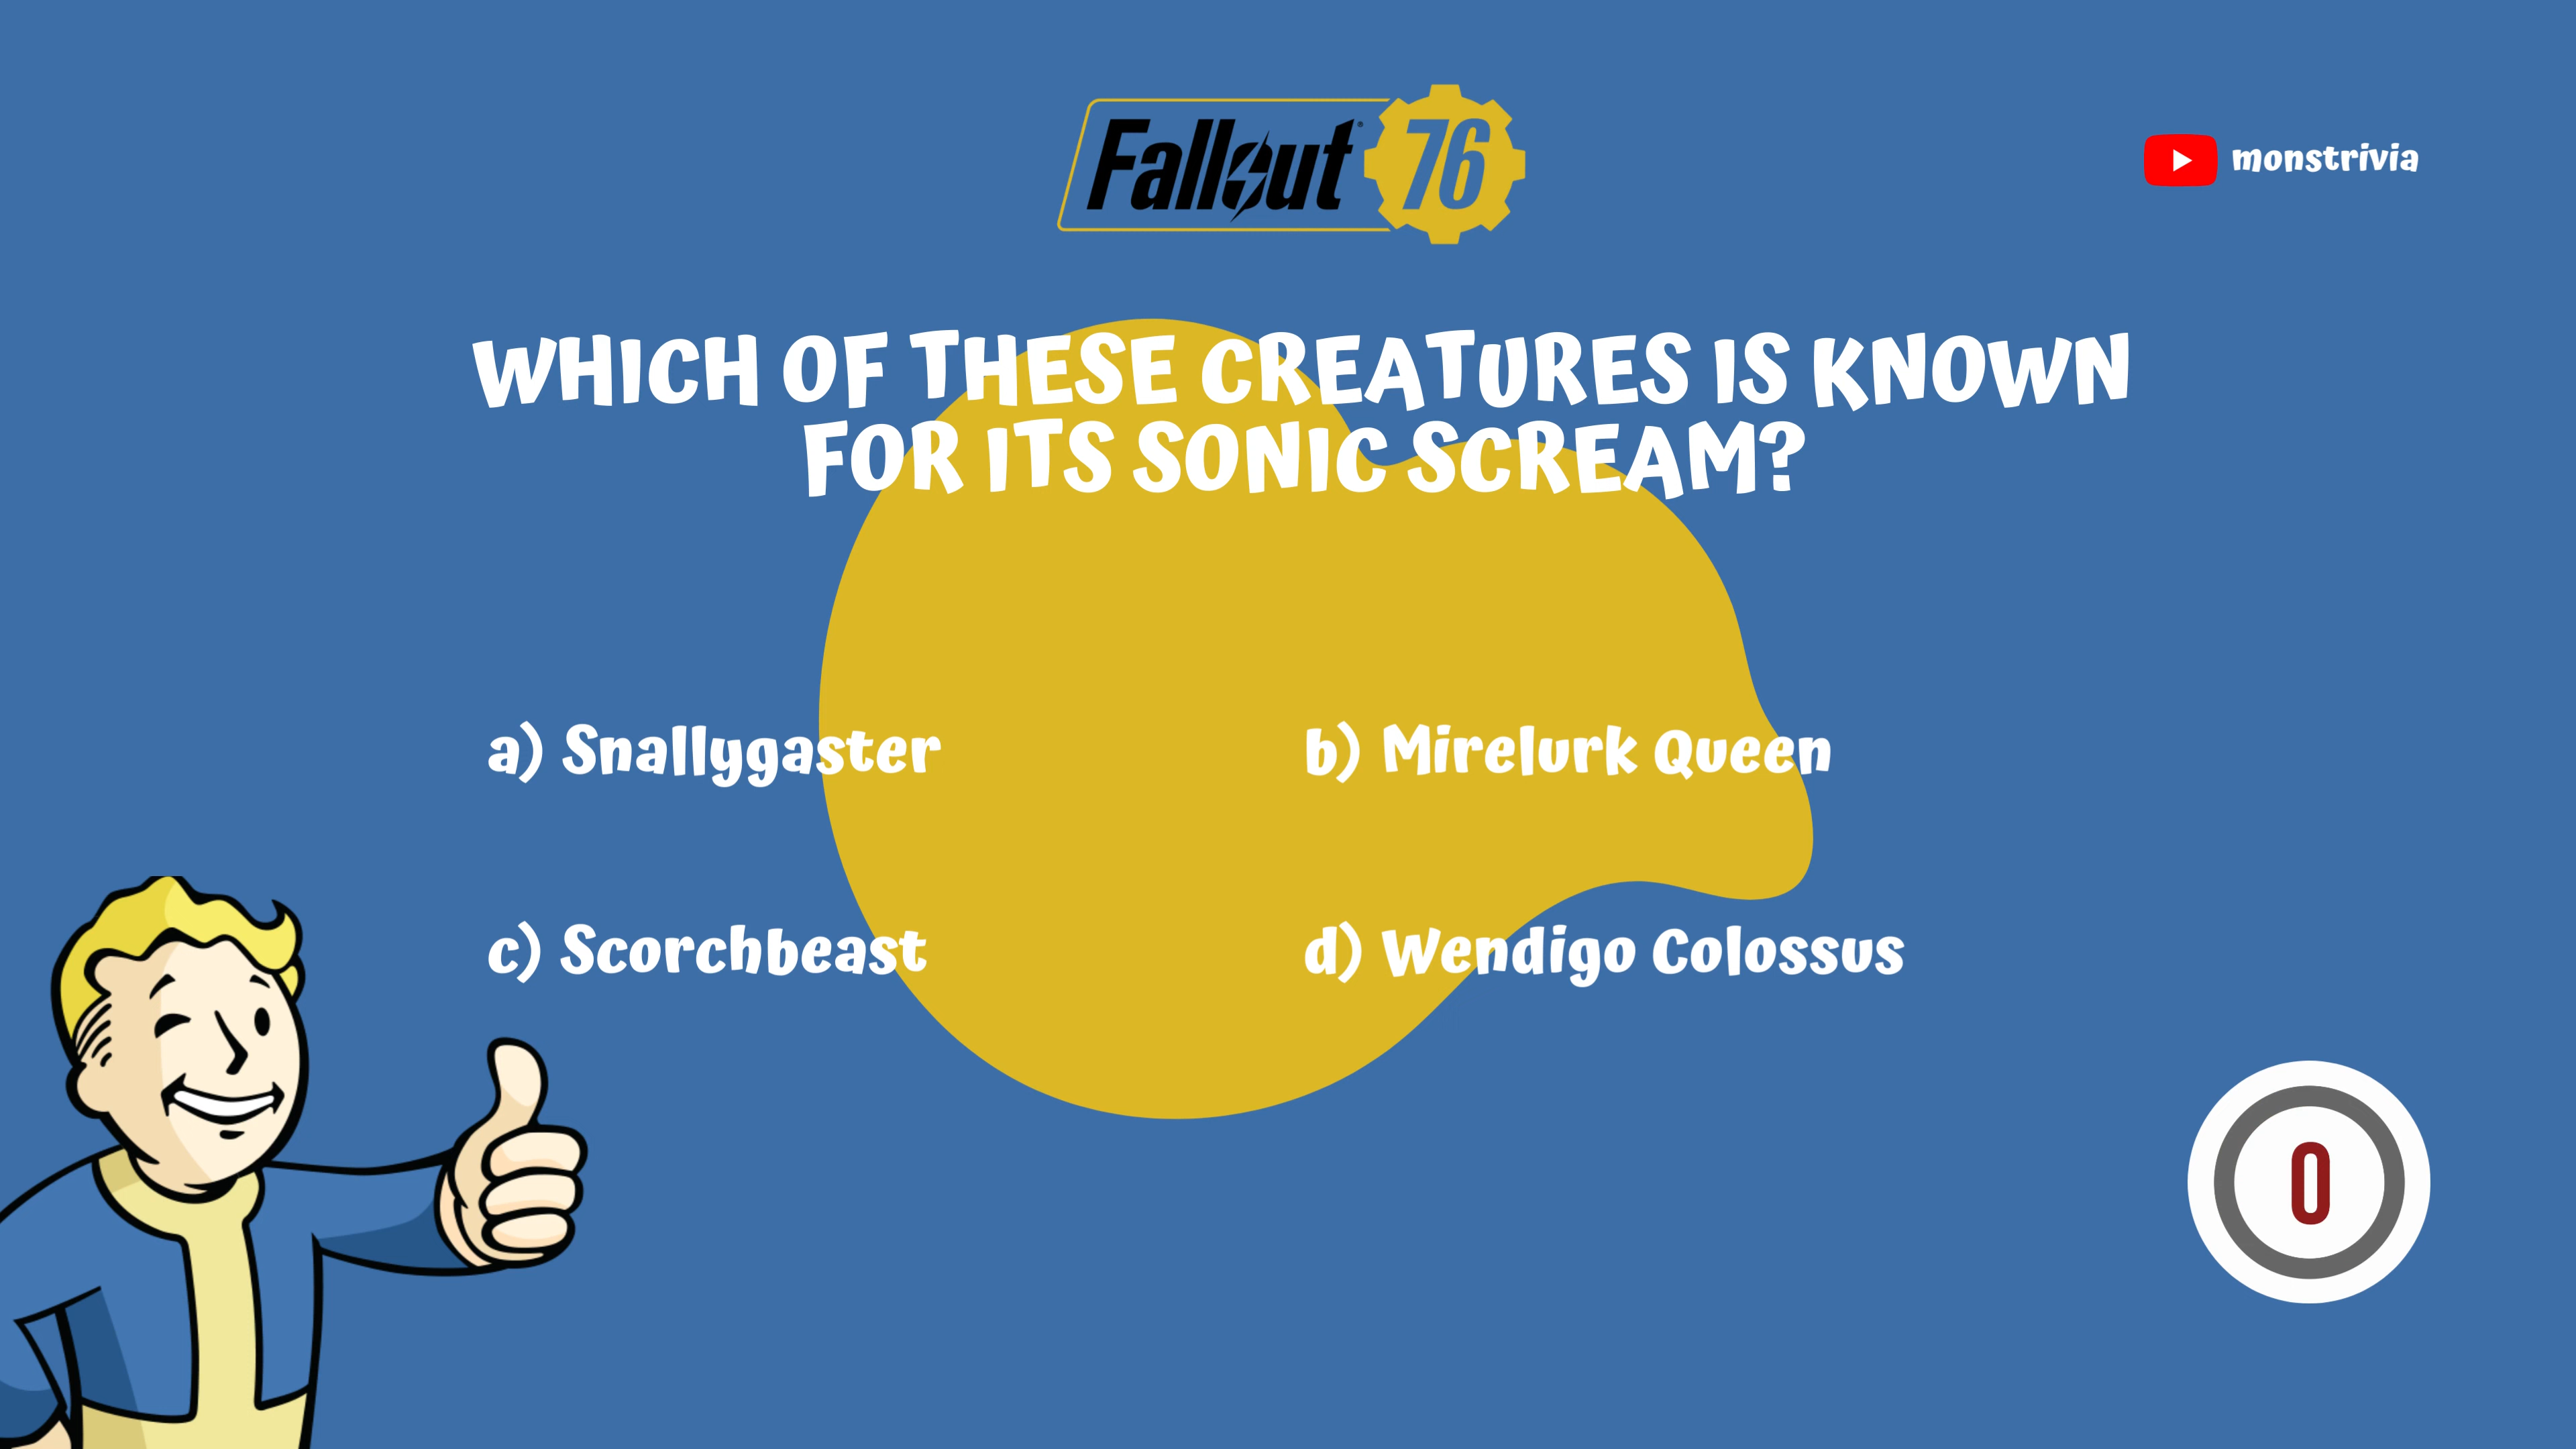 Fallout 76
monstrivia
WHICH OF THESE CREATURES IS KNOWN
FOR ITS SONIC SCREAM?
a) Snallygaster
b) Mirelurk Queen
c) Scorchbeast
d) Wendigo Colossus
0